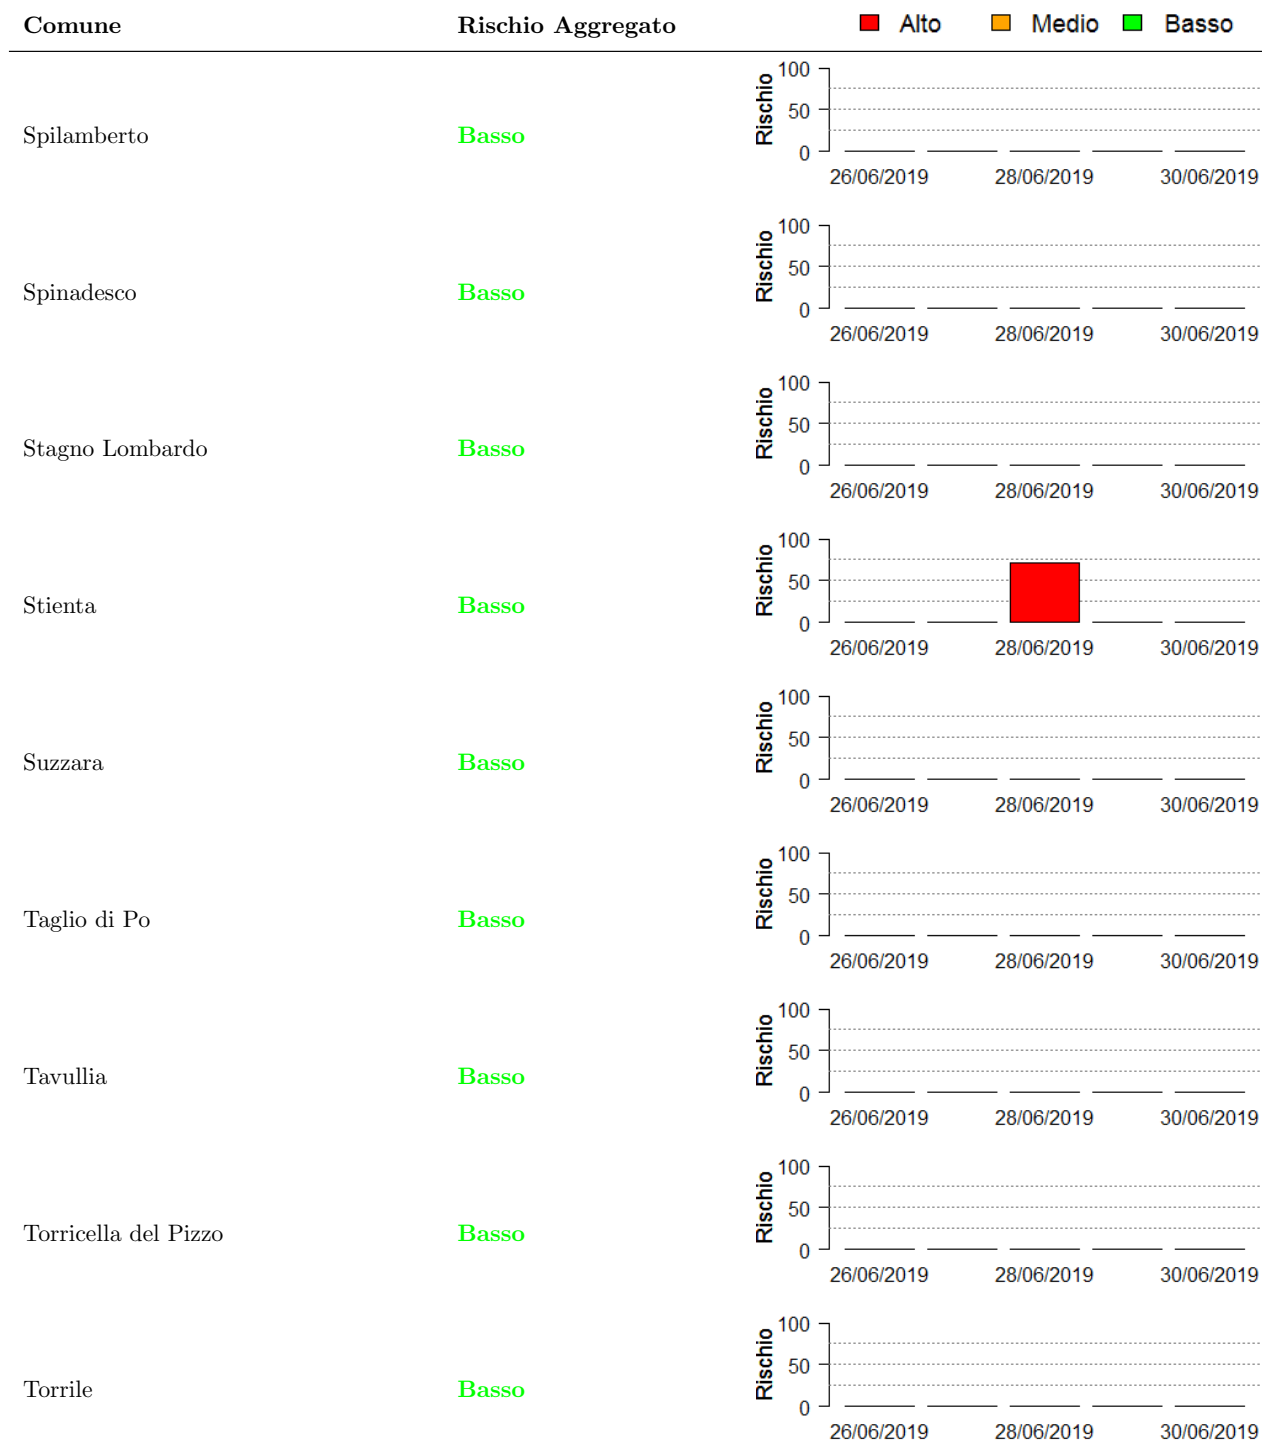 Comune Rischio Aggregato Alto Medio Basso
Spilamberto Basso
Rischio
100
50
0
26/06/2019 28/06/2019 30/06/2019
Spinadesco Basso
Rischio
100
50
0
26/06/2019 28/06/2019 30/06/2019
Stagno Lombardo Basso
Rischio
100
50
0
26/06/2019 28/06/2019 30/06/2019
Stienta Basso
Rischio
100
50
0
26/06/2019 28/06/2019 30/06/2019
Suzzara Basso
Rischio
100
50
0
26/06/2019 28/06/2019 30/06/2019
Taglio di Po Basso
Rischio
100
50
0
26/06/2019 28/06/2019 30/06/2019
Tavullia Basso
Rischio
100
50
0
26/06/2019 28/06/2019 30/06/2019
Torricella del Pizzo Basso
Rischio
100
50
0
26/06/2019 28/06/2019 30/06/2019
Torrile Basso
Rischio
100
50
0
26/06/2019 28/06/2019 30/06/2019